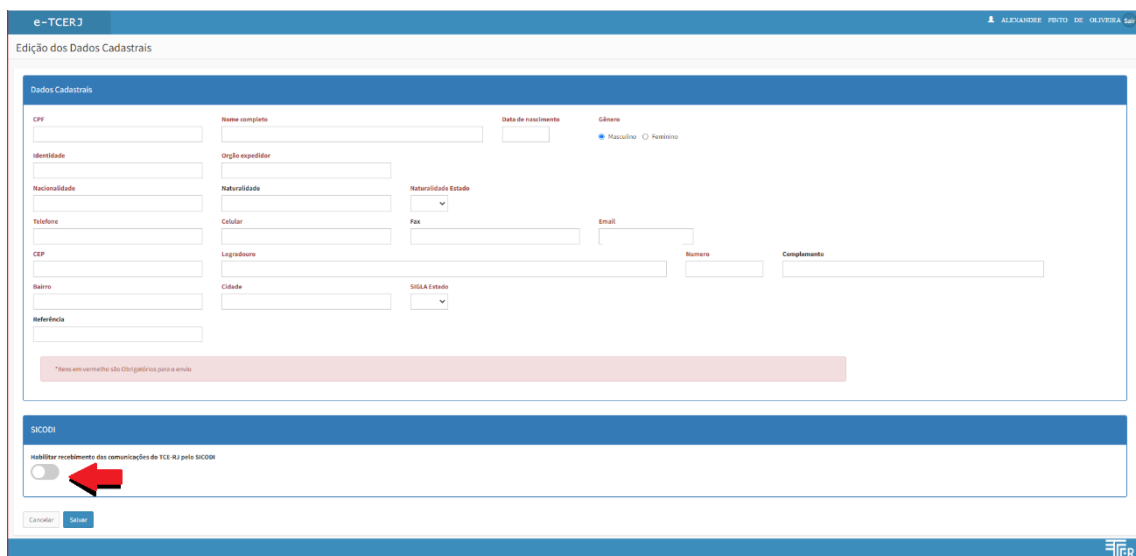 e-TCERJ
ALEXANDRE PINTO DE OLIVEIRA Sair
Edição dos Dados Cadastrais
Dados Cadastrais
CPF Nome completo Data de nascimento Gênero
Masculino Feminino
Identidade Orgão expedidor
Nacionalidade Naturalidade Naturalidade Estado
Telefone Celular Fax Email
CEP Logradouro Numero Complemento
Bairro Cidade SIGLA Estado
Referência
*Itens em vermelho são Obrigatórios para o envio
SICODI
Habilitar recebimento das comunicações do TCE-RJ pelo SICODI
Cancelar Salvar